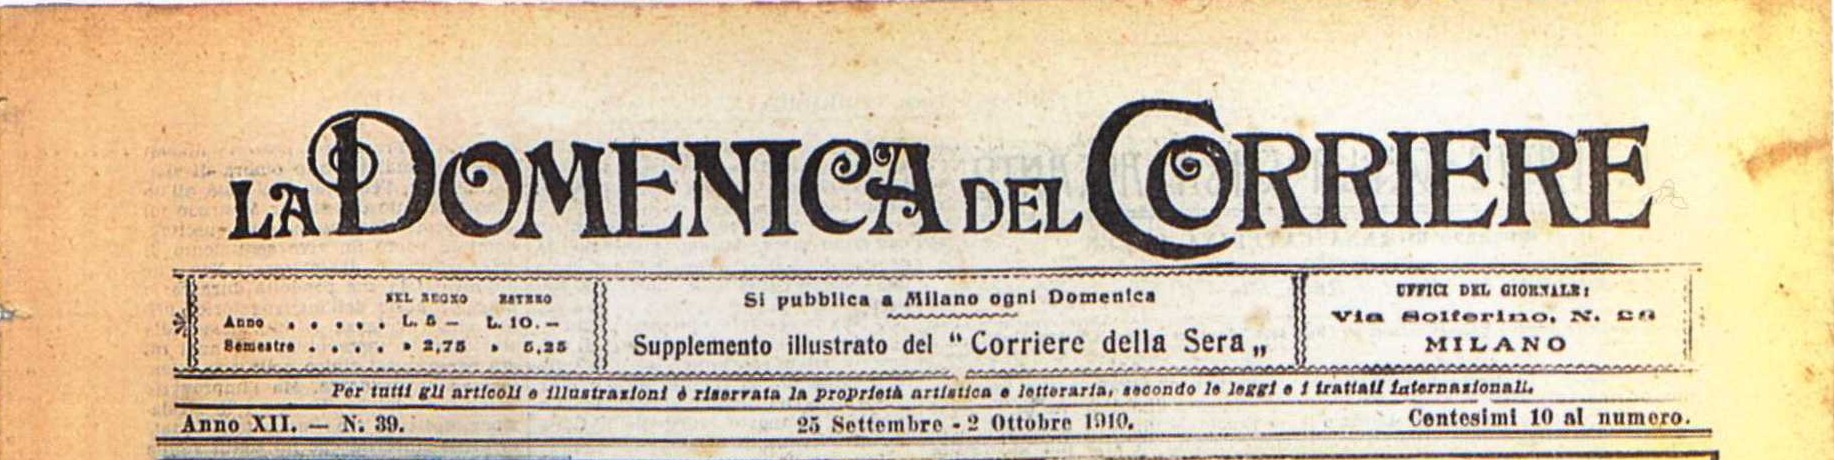 LA DOMENICA DEL CORRIERE
NEL REGNO ESTERO
Anno . . . . . . L. 5 — L. 10. —
Semestre . . . . » 2,75 » 5,25
Si pubblica a Milano ogni Domenica
Supplemento illustrato del “ Corriere della Sera „
UFFICI DEL GIORNALE:
Via Solferino, N. 28
MILANO
Per tutti gli articoli e illustrazioni è riservata la proprietà artistica e letteraria, secondo le leggi e i trattati internazionali.
Anno XII. — N. 39.
25 Settembre - 2 Ottobre 1910.
Centesimi 10 al numero.